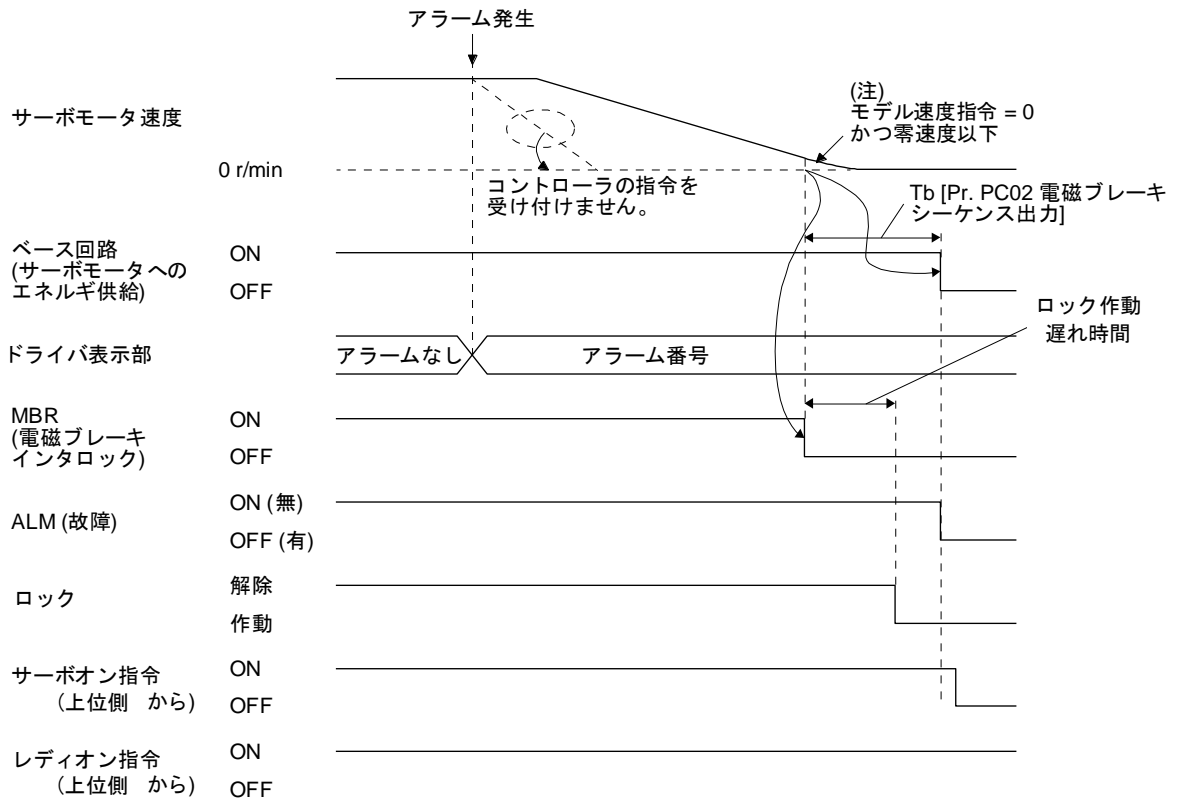 アラーム発生
サーボモータ速度
0 r/min
(注)
モデル速度指令 = 0
かつ零速度以下
コントローラの指令を
受け付けません。
Tb [Pr. PC02 電磁ブレーキ
シーケンス出力]
ベース回路
(サーボモータへの
エネルギ供給)
ON
OFF
ロック作動
遅れ時間
ドライバ表示部
アラームなし
アラーム番号
MBR
(電磁ブレーキ
インタロック)
ON
OFF
ALM (故障)
ON (無)
OFF (有)
ロック
解除
作動
サーボオン指令
(上位側 から)
ON
OFF
レディオン指令
(上位側 から)
ON
OFF